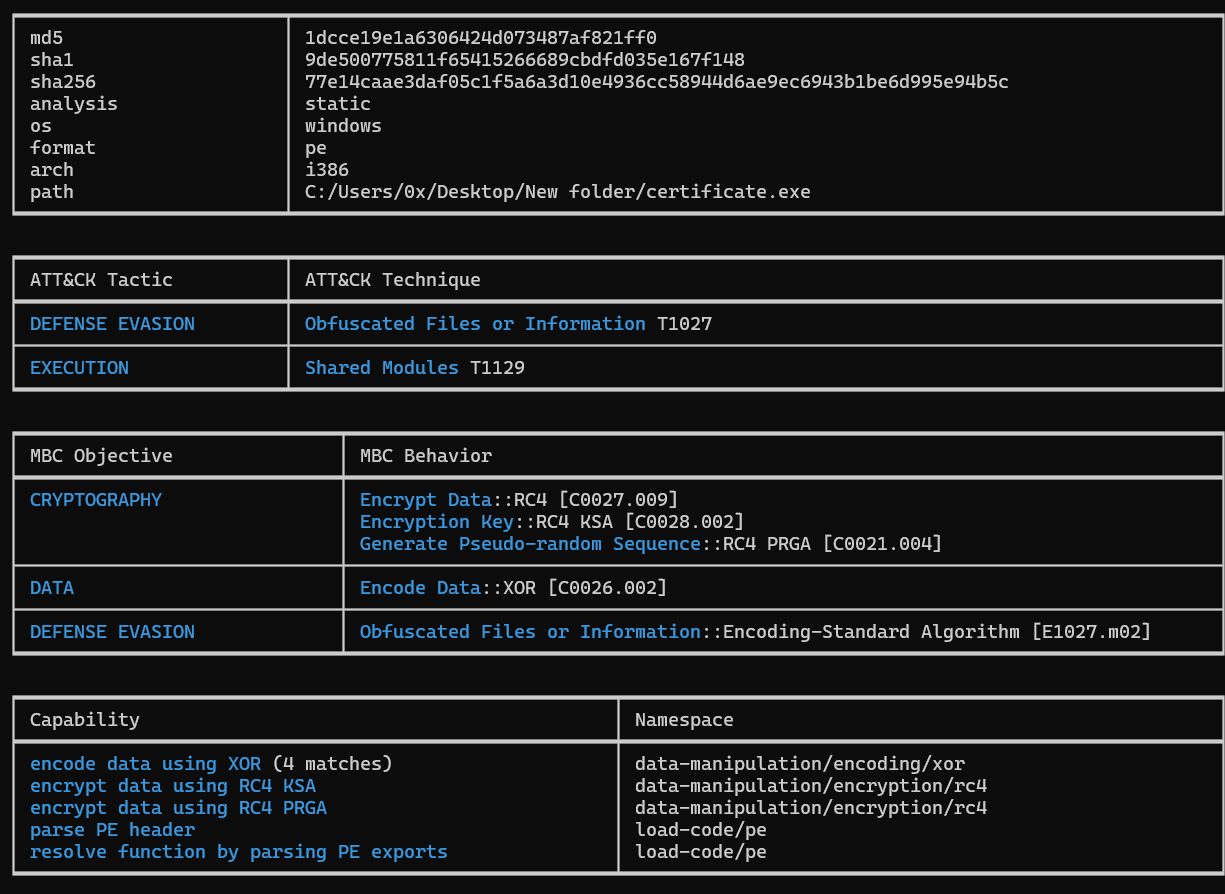 md5 1dcce19e1a6306424d073487af821ff0
sha1 9de500775811f65415266689cbdfd035e167f148
sha256 77e14caae3daf05c1f5a6a3d10e4936cc58944d6ae9ec6943b1be6d995e94b5c
analysis static
os windows
format pe
arch i386
path C:/Users/0x/Desktop/New folder/certificate.exe
ATT&CK Tactic ATT&CK Technique
DEFENSE EVASION Obfuscated Files or Information T1027
EXECUTION Shared Modules T1129
MBC Objective MBC Behavior
CRYPTOGRAPHY Encrypt Data::RC4 [C0027.009]
Encryption Key::RC4 KSA [C0028.002]
Generate Pseudo-random Sequence::RC4 PRGA [C0021.004]
DATA Encode Data::XOR [C0026.002]
DEFENSE EVASION Obfuscated Files or Information::Encoding-Standard Algorithm [E1027.m02]
Capability Namespace
encode data using XOR (4 matches) data-manipulation/encoding/xor
encrypt data using RC4 KSA data-manipulation/encryption/rc4
encrypt data using RC4 PRGA data-manipulation/encryption/rc4
parse PE header load-code/pe
resolve function by parsing PE exports load-code/pe